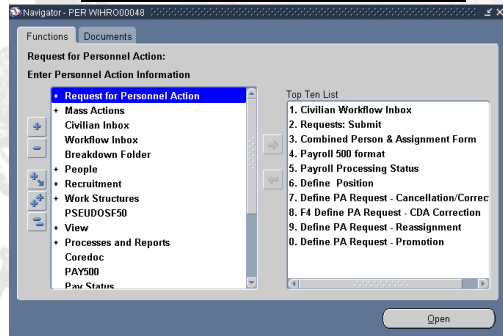 Navigator - PER WIHRO00048
Functions Documents
Request for Personnel Action:
Enter Personnel Action Information
+ Request for Personnel Action
+ Mass Actions
Civilian Inbox
Workflow Inbox
Breakdown Folder
+ People
+ Recruitment
+ Work Structures
PSEUDOSF50
+ View
+ Processes and Reports
Coredoc
PAY500
Pay Status
Top Ten List
1. Civilian Workflow Inbox
2. Requests: Submit
3. Combined Person & Assignment Form
4. Payroll 500 format
5. Payroll Processing Status
6. Define Position
7. Define PA Request - Cancellation/Correc
8. F4 Define PA Request - CDA Correction
9. Define PA Request - Reassignment
0. Define PA Request - Promotion
Open